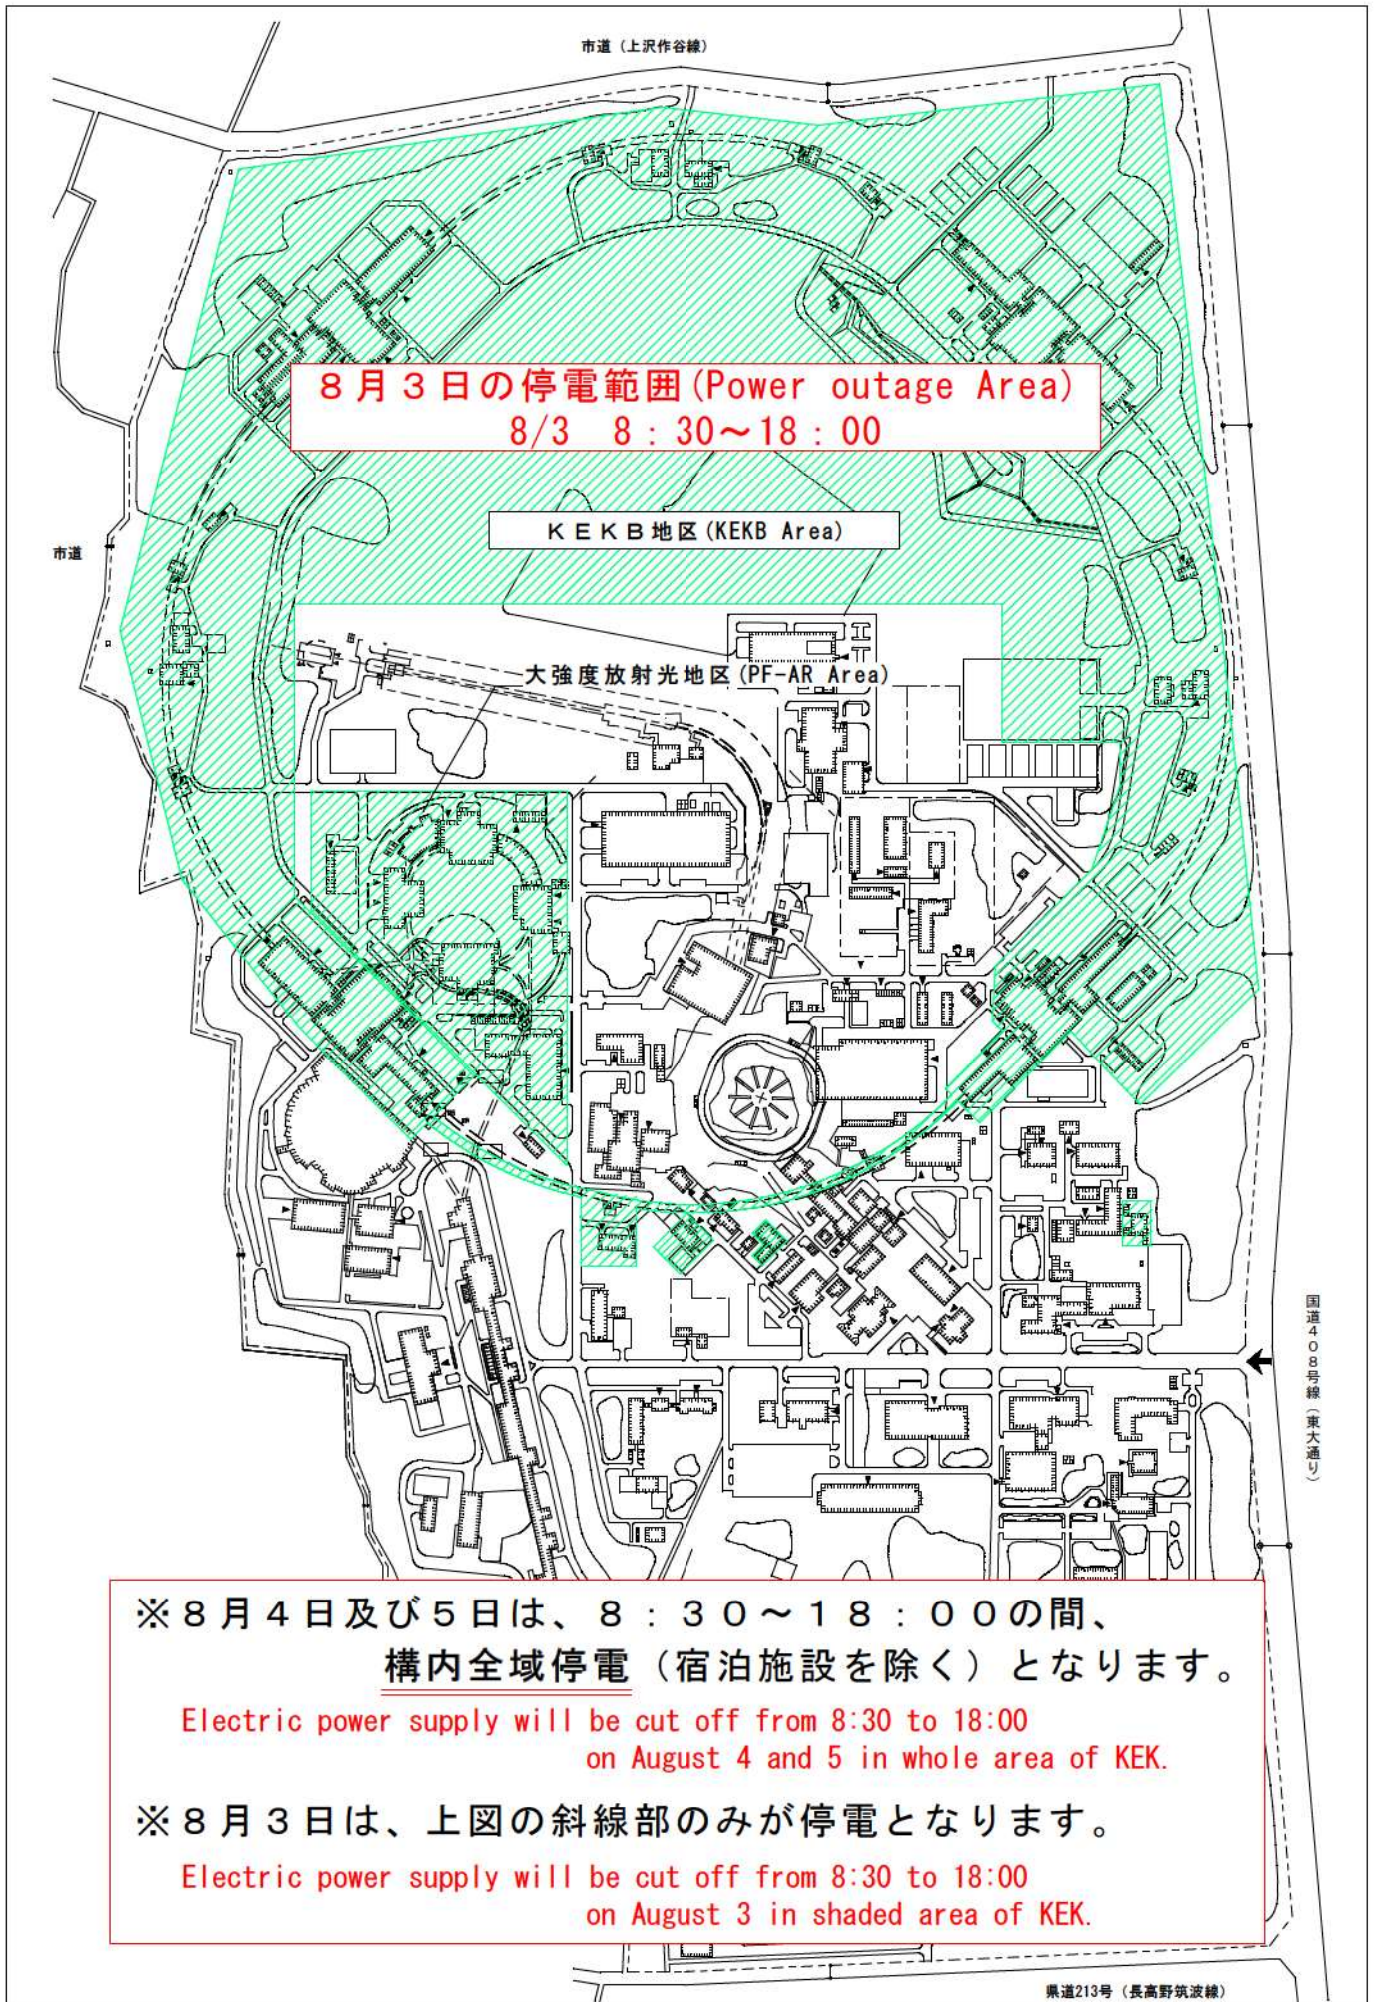 市道（上沢作谷線）
８月３日の停電範囲(Power outage Area)
8/3 8：30～18：00
ＫＥＫＢ地区(KEKB Area)
市道
大強度放射光地区(PF-AR Area)
国道４０８号線（東大通り）
※８月４日及び５日は、８：３０～１８：００の間、
構内全域停電（宿泊施設を除く）となります。
Electric power supply will be cut off from 8:30 to 18:00
on August 4 and 5 in whole area of KEK.
※８月３日は、上図の斜線部のみが停電となります。
Electric power supply will be cut off from 8:30 to 18:00
on August 3 in shaded area of KEK.
県道213号（長高野筑波線）